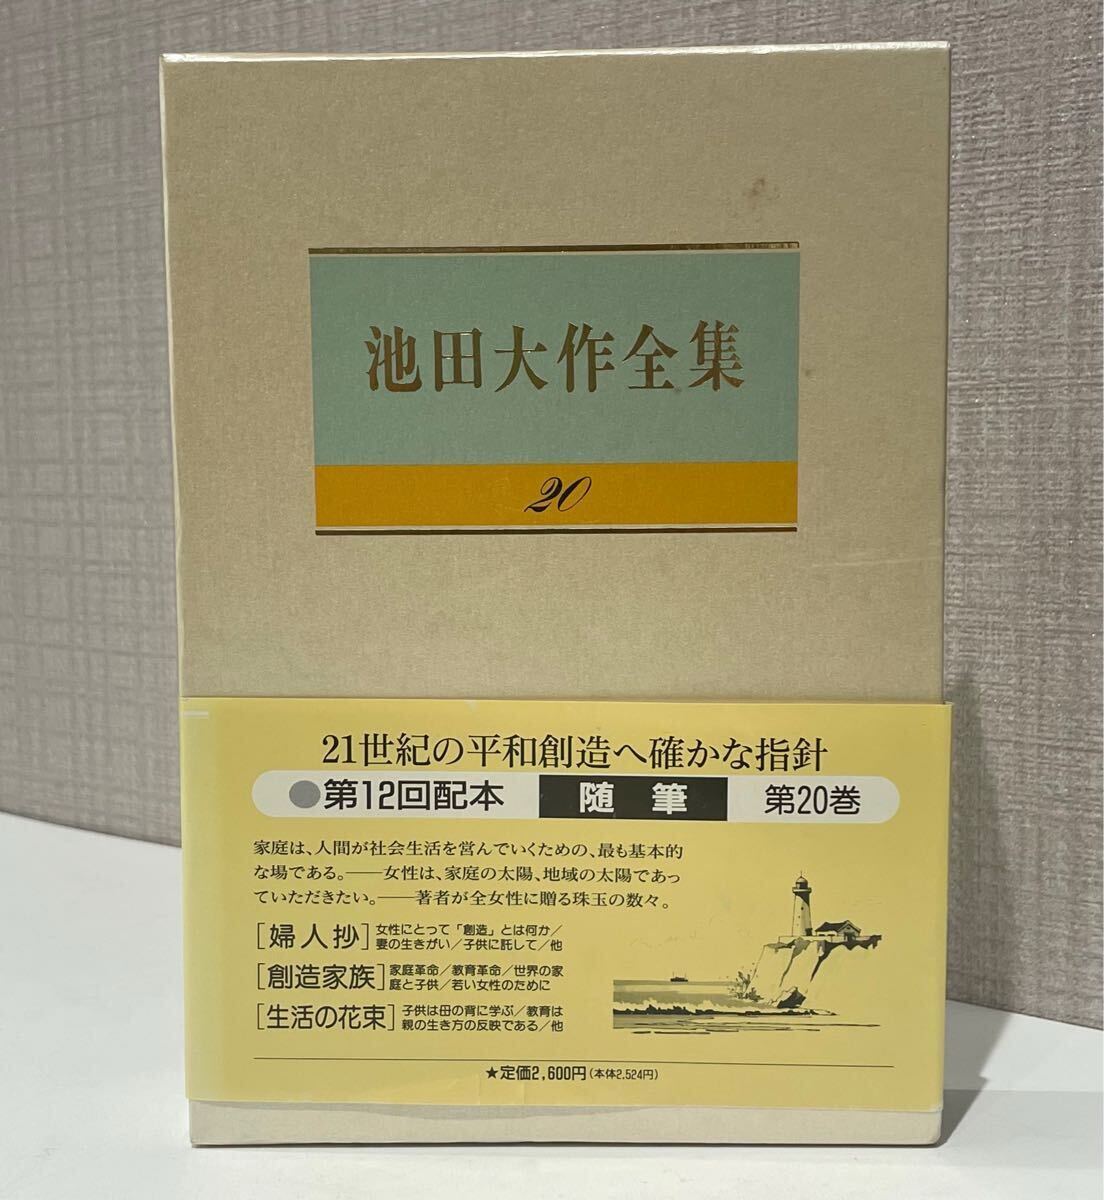 池田大作全集
20
21世紀の平和創造へ確かな指針
●第12回配本 随筆 第20巻
家庭は、人間が社会生活を営んでいくための、最も基本的
な場である。――女性は、家庭の太陽、地域の太陽であっ
ていただきたい。――著者が全女性に贈る珠玉の数々。
[婦人抄]女性にとって「創造」とは何か/
妻の生きがい/子供に託して/他
[創造家族]家庭革命/教育革命/世界の家
庭と子供/若い女性のために
[生活の花束]子供は母の背に学ぶ/教育は
親の生き方の反映である/他
★定価2,600円(本体2,524円)